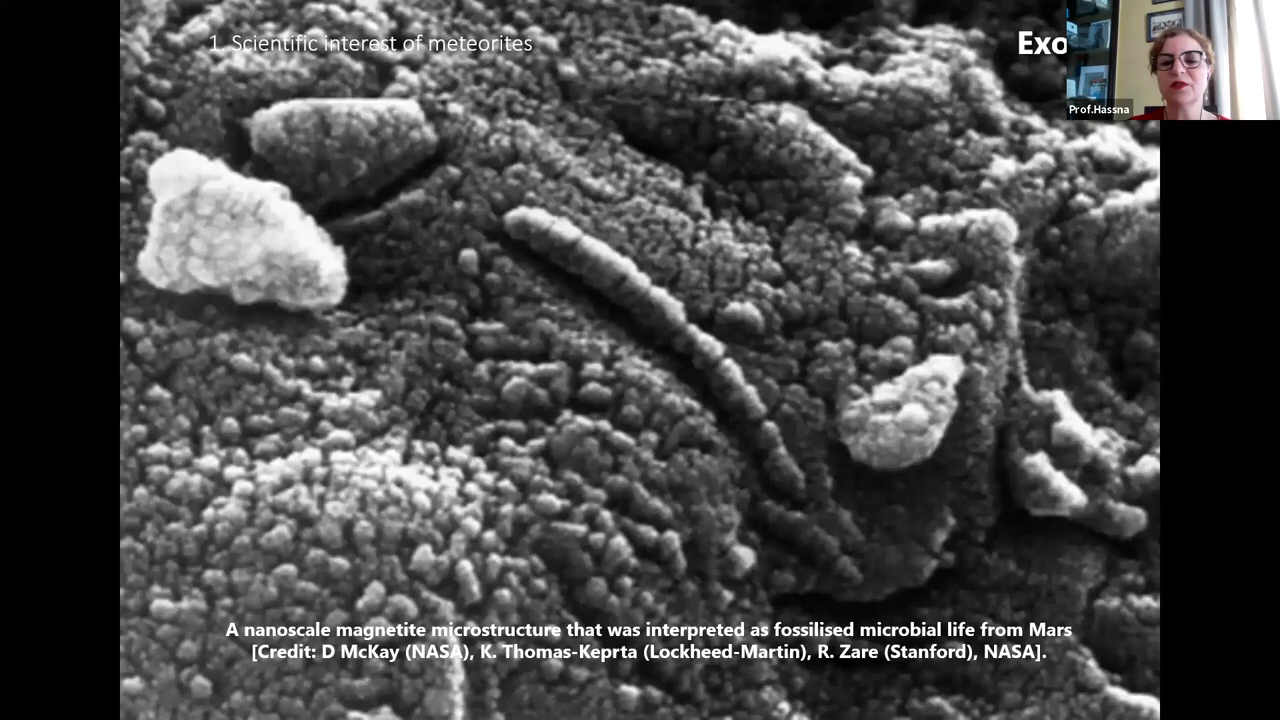 1. Scientific interest of meteorites
Exo
Prof.Hassna
A nanoscale magnetite microstructure that was interpreted as fossilised microbial life from Mars
[Credit: D McKay (NASA), K. Thomas-Keprta (Lockheed-Martin), R. Zare (Stanford), NASA].